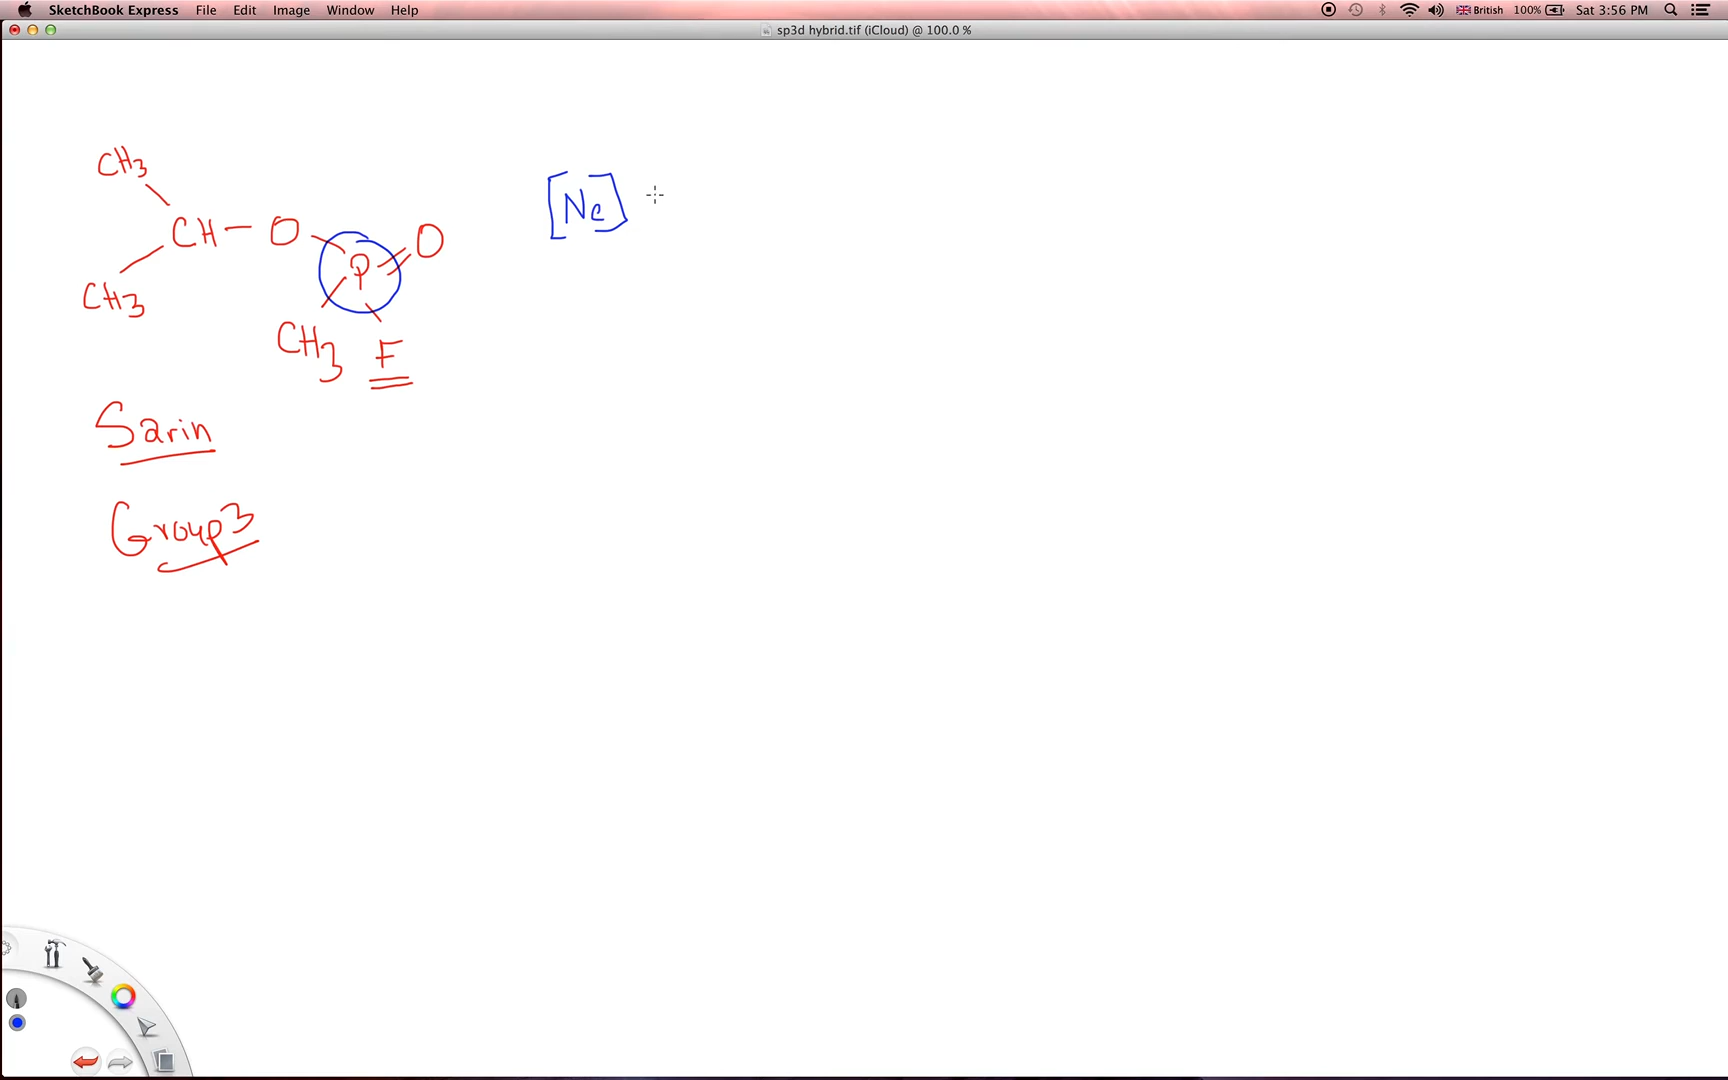 SketchBook Express File Edit Image Window Help British 100% Sat 3:56 PM
sp3d hybrid.tif (iCloud) @ 100.0 %
CH3
[Ne]
CH O P O
CH3
CH3 F
Sarin
Group3